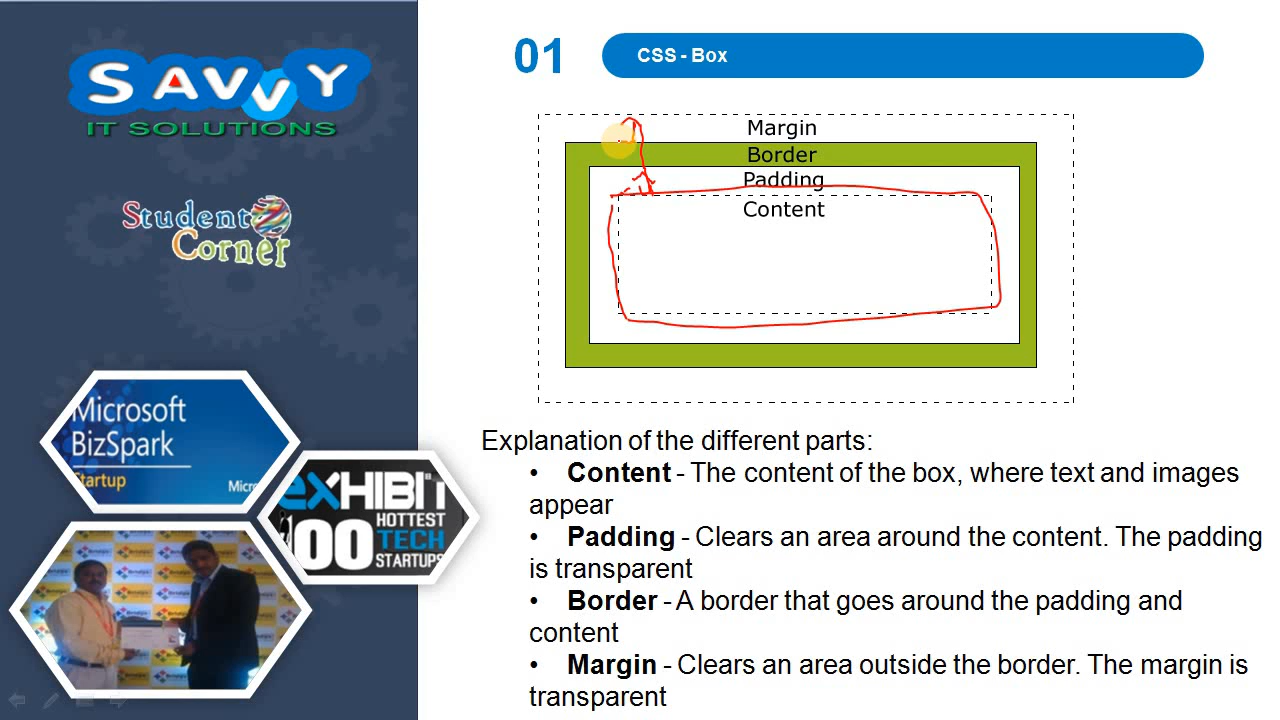 SAVVY
IT SOLUTIONS
Student
Corner
Microsoft
BizSpark
Startup
Micro
eXHIBIT
100
HOTTEST
TECH
STARTUPS
01
CSS - Box
Margin
Border
Padding
Content
Explanation of the different parts:
• Content - The content of the box, where text and images
appear
• Padding - Clears an area around the content. The padding
is transparent
• Border - A border that goes around the padding and
content
• Margin - Clears an area outside the border. The margin is
transparent